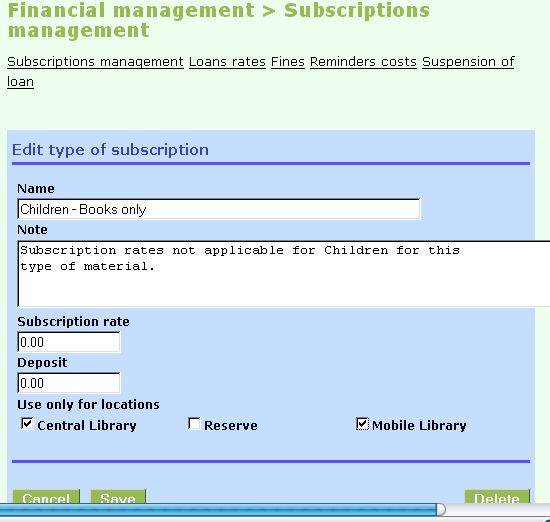 Financial management > Subscriptions
management
Subscriptions management Loans rates Fines Reminders costs Suspension of
loan
Edit type of subscription
Name
Children - Books only
Note
Subscription rates not applicable for Children for this
type of material.
Subscription rate
0.00
Deposit
0.00
Use only for locations
Central Library Reserve Mobile Library
Cancel Save Delete